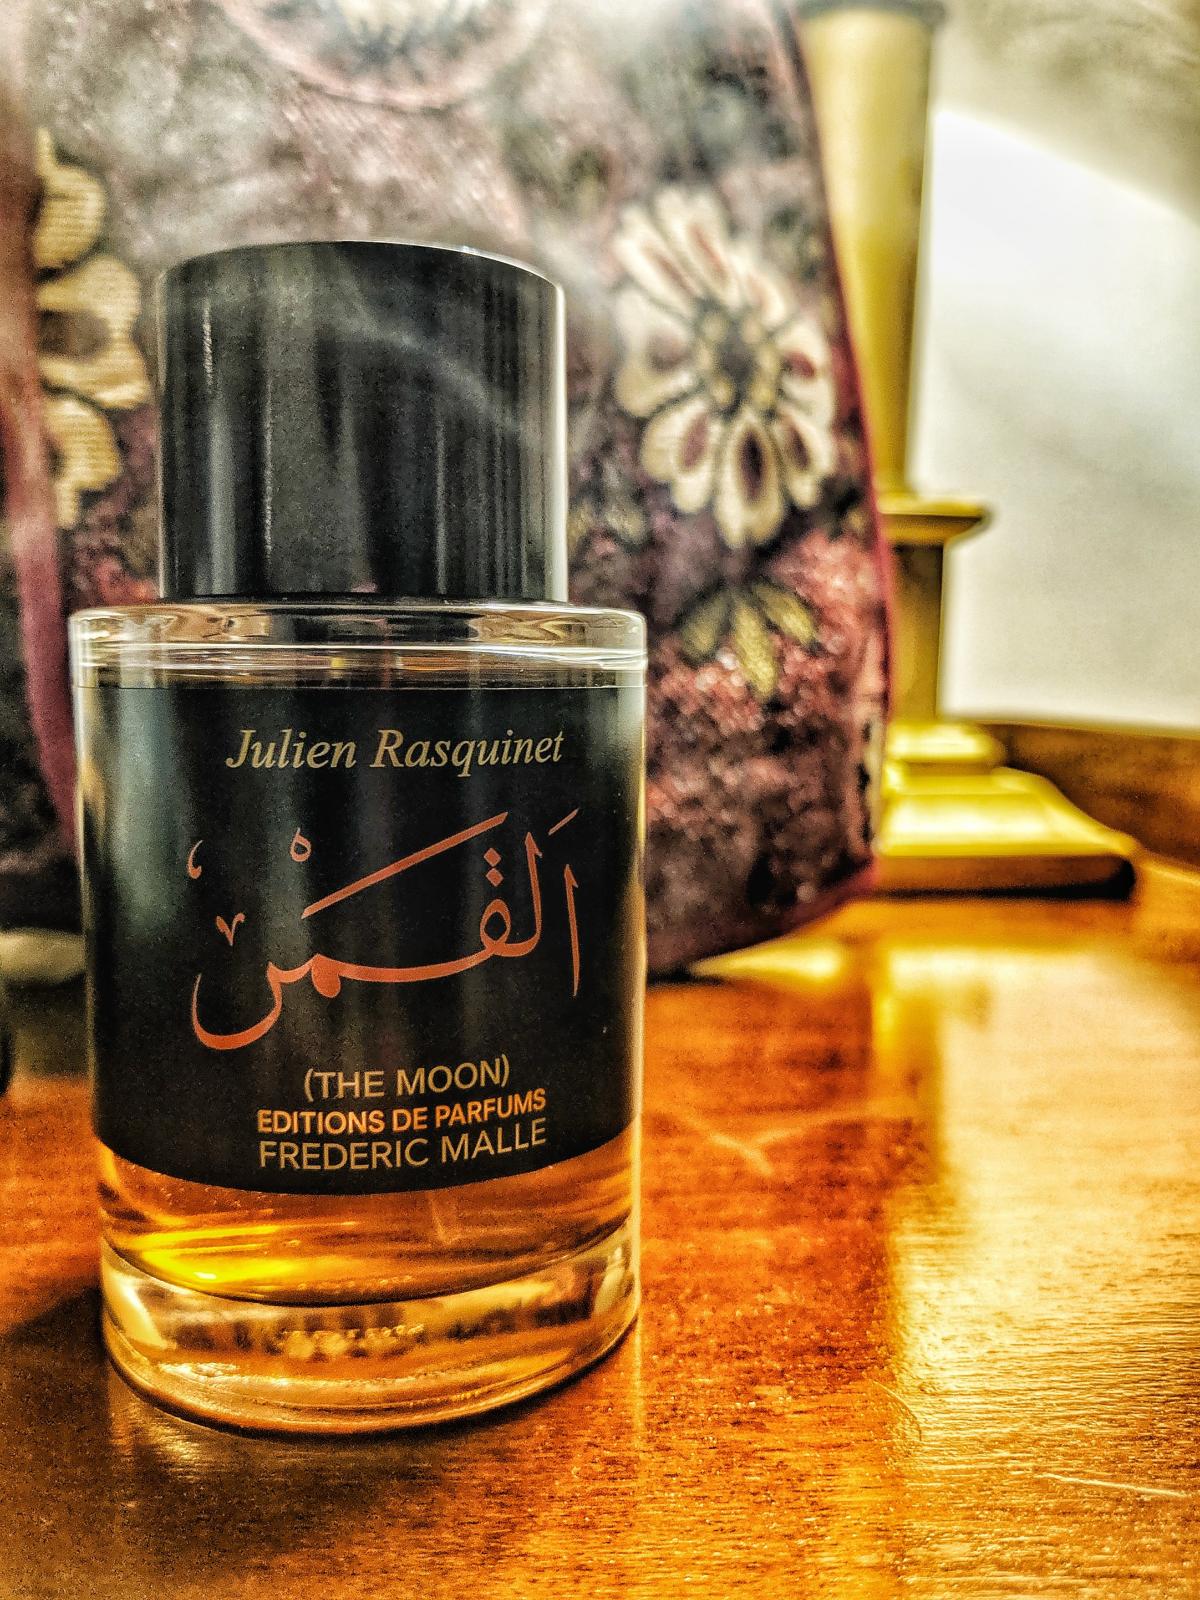 Julien Rasquinet
القمر
(THE MOON)
EDITIONS DE PARFUMS
FREDERIC MALLE